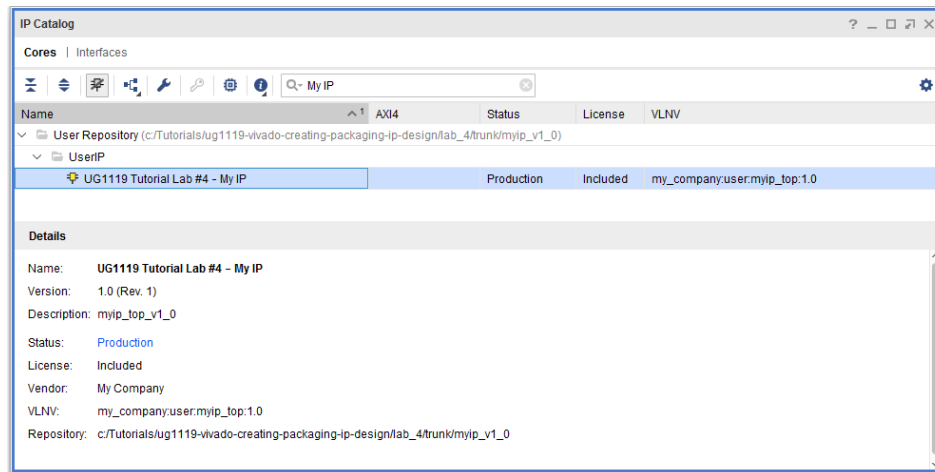 IP Catalog
Cores | Interfaces
My IP
Name 1 AXI4 Status License VLNV
User Repository (c:/Tutorials/ug1119-vivado-creating-packaging-ip-design/lab_4/trunk/myip_v1_0)
UserIP
UG1119 Tutorial Lab #4 - My IP Production Included my_company:user:myip_top:1.0
Details
Name: UG1119 Tutorial Lab #4 - My IP
Version: 1.0 (Rev. 1)
Description: myip_top_v1_0
Status: Production
License: Included
Vendor: My Company
VLNV: my_company:user:myip_top:1.0
Repository: c:/Tutorials/ug1119-vivado-creating-packaging-ip-design/lab_4/trunk/myip_v1_0